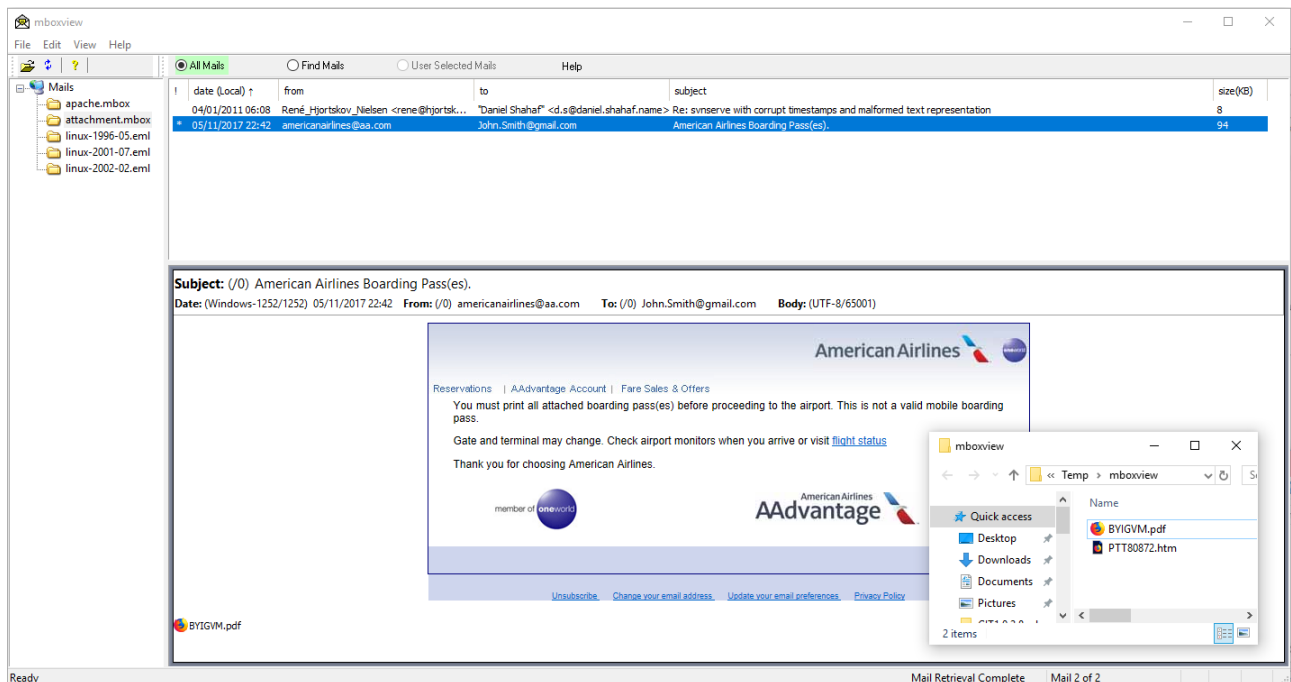 mboxview
File Edit View Help
All Mails Find Mails User Selected Mails Help
Mails
apache.mbox
attachment.mbox
linux-1996-05.eml
linux-2001-07.eml
linux-2002-02.eml
! date (Local) ↑ from to subject size(KB)
04/01/2011 06:08 René_Hjortskov_Nielsen <rene@hjortsk... "Daniel Shahaf" <d.s@daniel.shahaf.name> Re: svnserve with corrupt timestamps and malformed text representation 8
* 05/11/2017 22:42 americanairlines@aa.com John.Smith@gmail.com American Airlines Boarding Pass(es). 94
Subject: (/0) American Airlines Boarding Pass(es).
Date: (Windows-1252/1252) 05/11/2017 22:42 From: (/0) americanairlines@aa.com To: (/0) John.Smith@gmail.com Body: (UTF-8/65001)
American Airlines oneworld
Reservations | AAdvantage Account | Fare Sales & Offers
You must print all attached boarding pass(es) before proceeding to the airport. This is not a valid mobile boarding
pass.
Gate and terminal may change. Check airport monitors when you arrive or visit flight status
Thank you for choosing American Airlines.
member of oneworld
American Airlines
AAdvantage
Unsubscribe Change your email address Update your email preferences Privacy Policy
BYIGVM.pdf
mboxview
« Temp › mboxview
Name
Quick access
Desktop
Downloads
Documents
Pictures
BYIGVM.pdf
PTT80872.htm
2 items
Ready Mail Retrieval Complete Mail 2 of 2